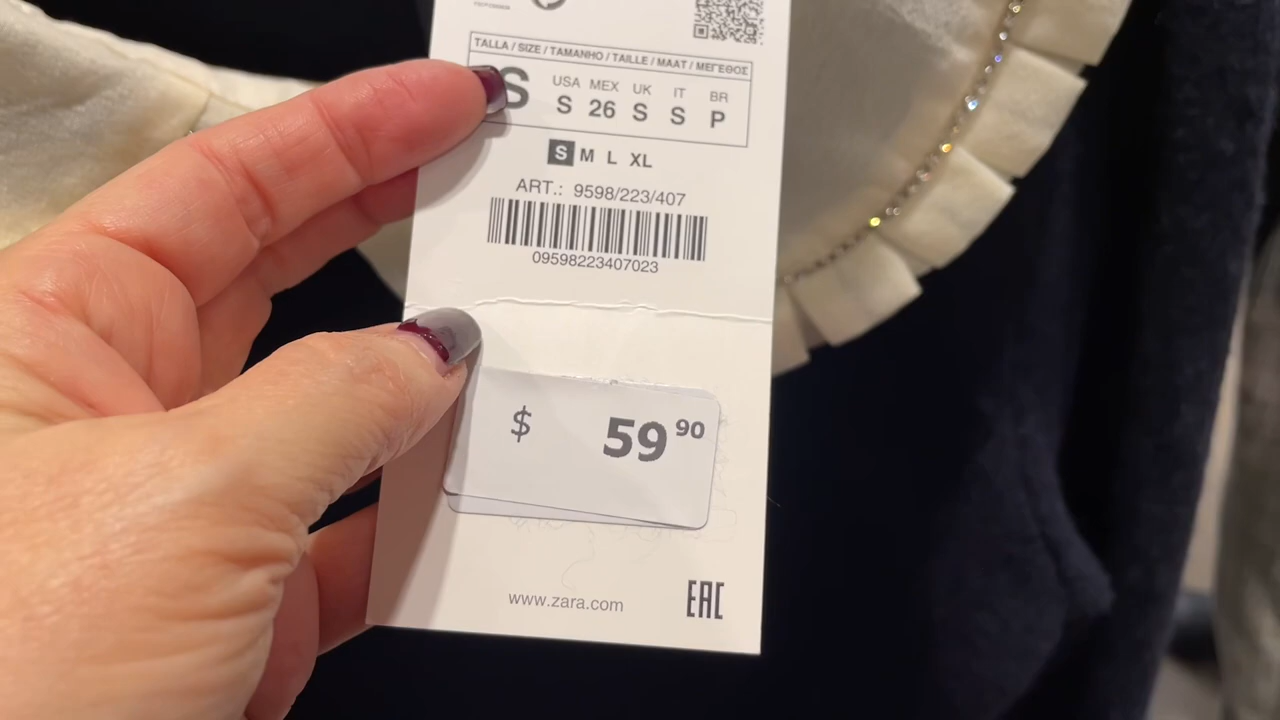 TALLA / SIZE / TAMANHO / TAILLE / MAAT / ΜΕΓΕΘΟΣ
S USA MEX UK IT BR
S 26 S S P
S M L XL
ART.: 9598/223/407
09598223407023
$ 59 90
www.zara.com
EAC